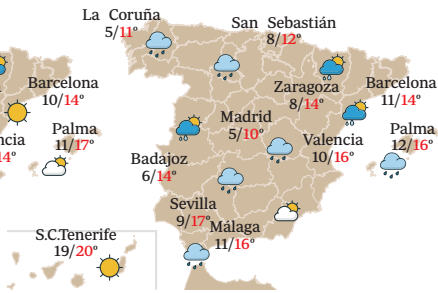 La Coruña
5/11°
San Sebastián
8/12°
Barcelona
10/14°
Zaragoza
8/14°
Barcelona
11/14°
Palma
11/17°
Madrid
5/10°
Valencia
10/16°
Palma
12/16°
ncia
14°
Badajoz
6/14°
Sevilla
9/17°
Málaga
11/16°
S.C.Tenerife
19/20°